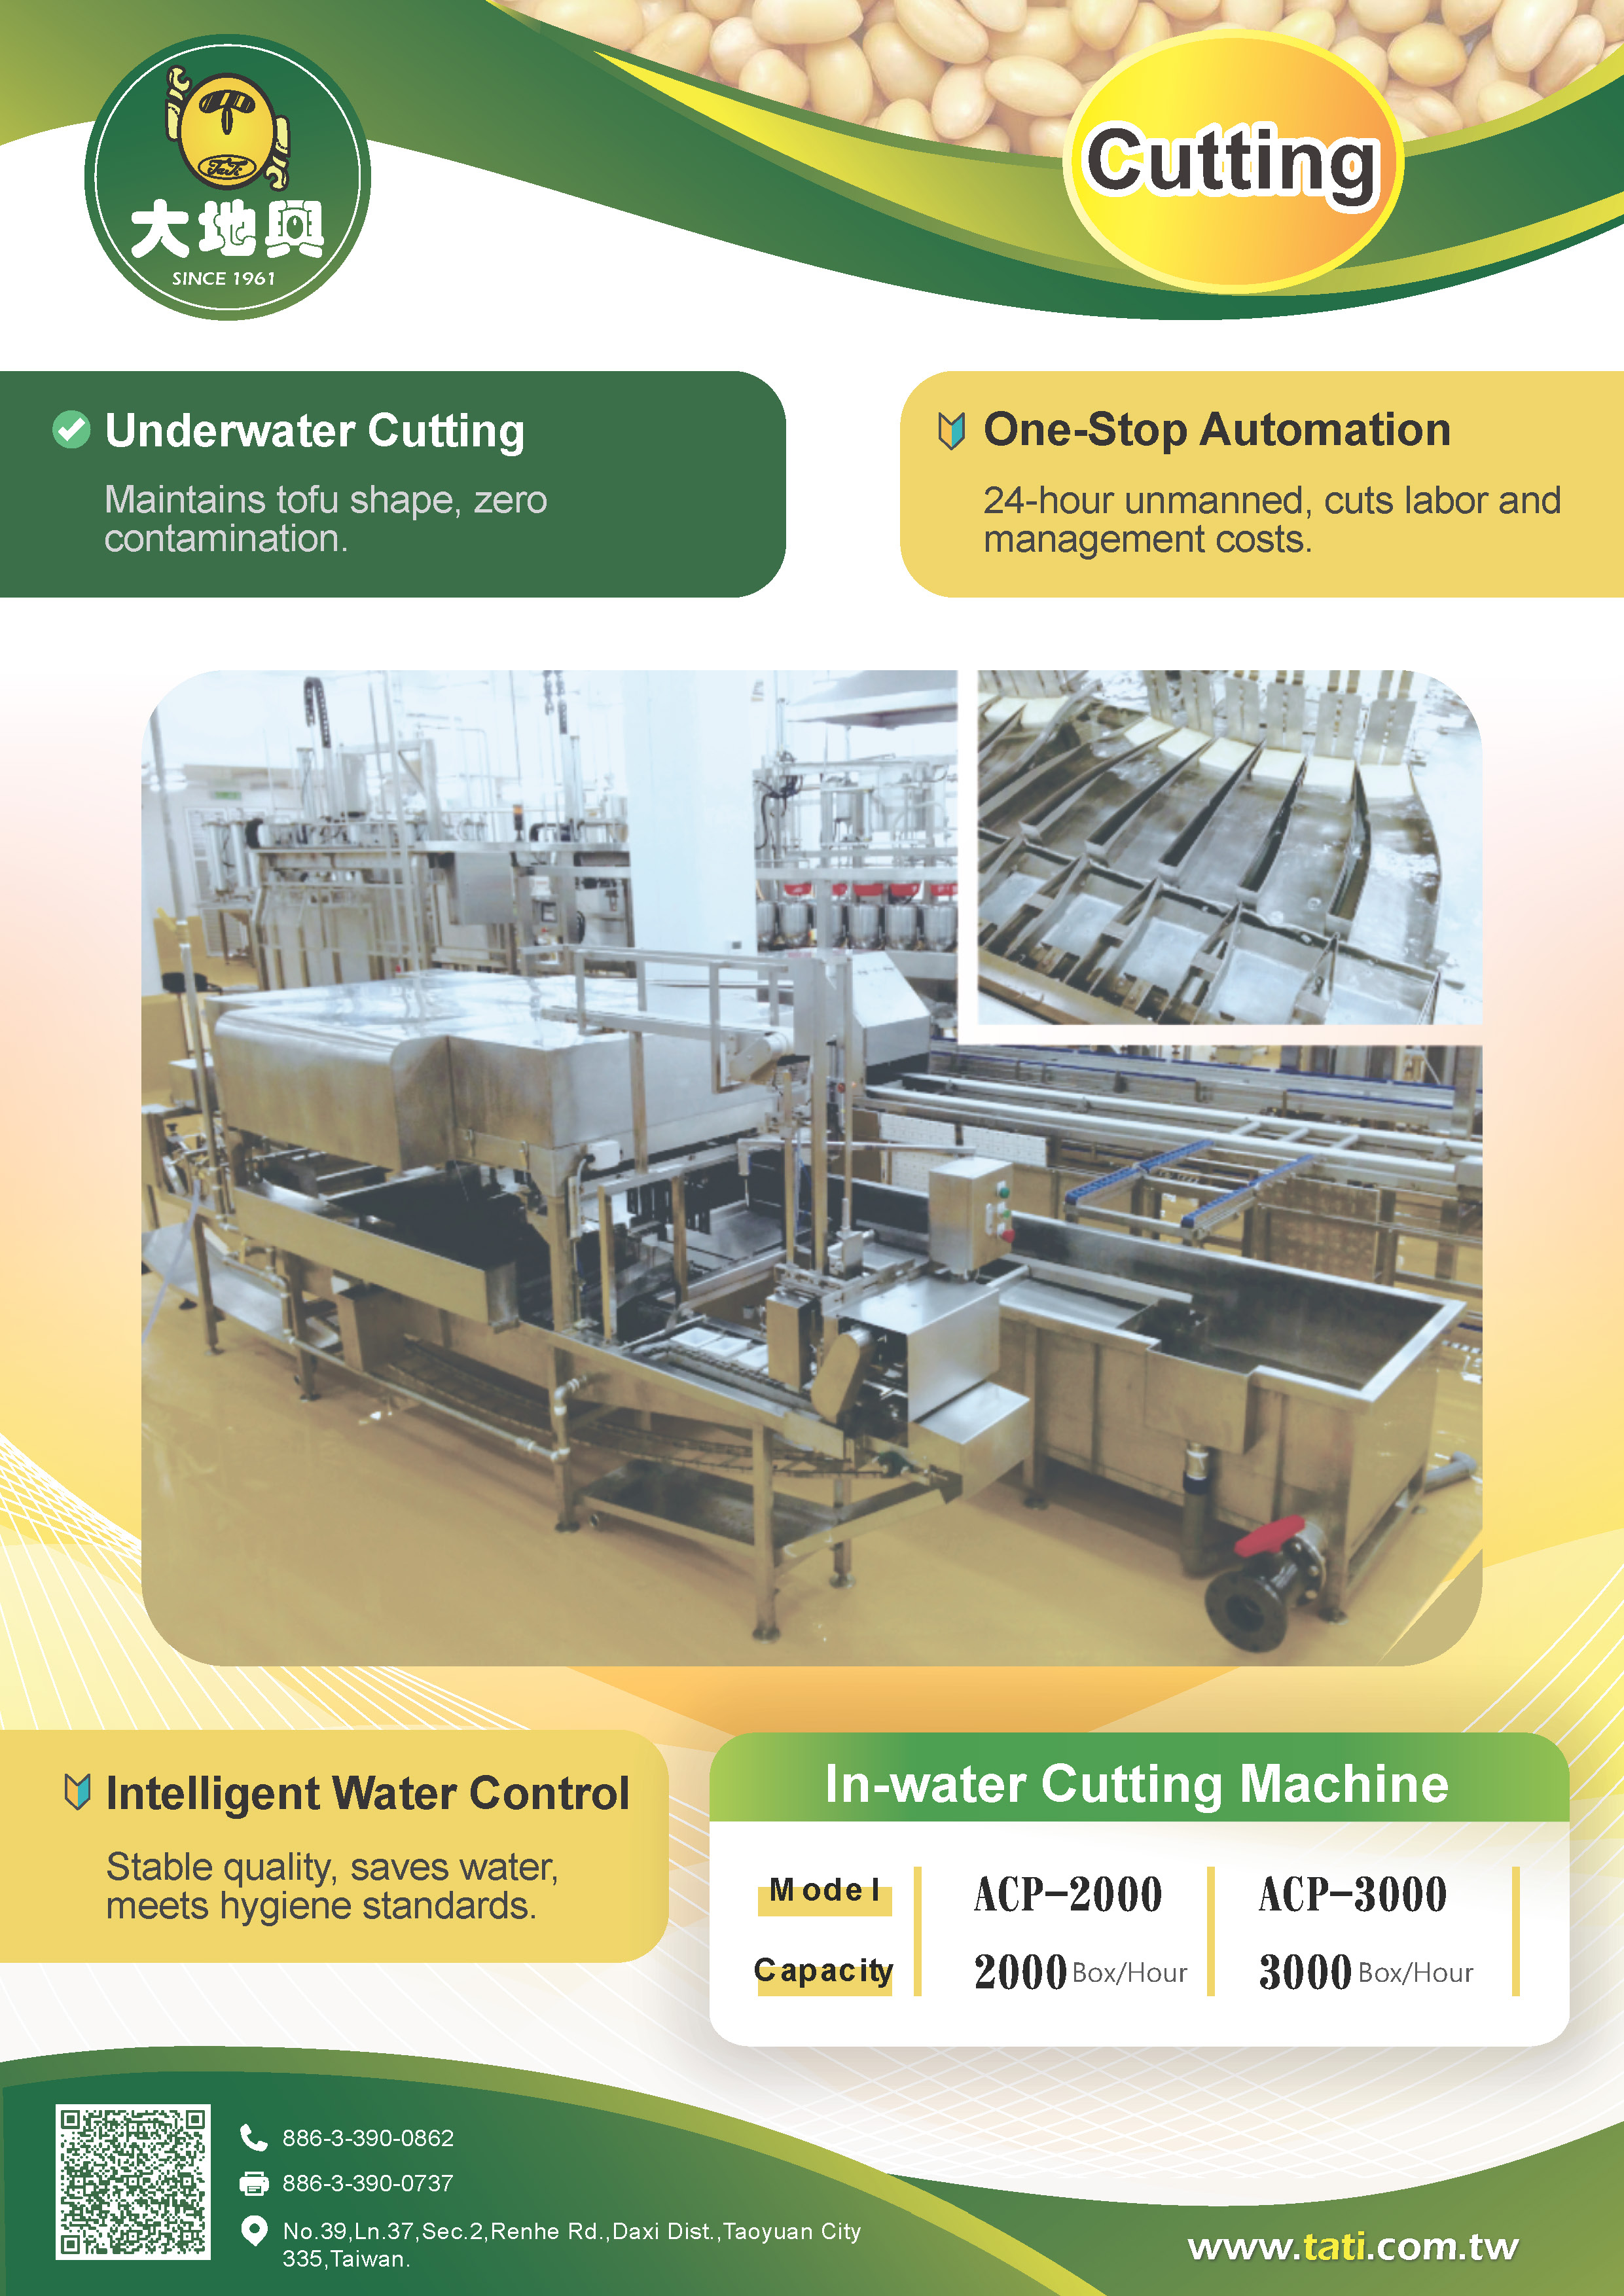 TaTi
大地興
SINCE 1961
Cutting
Underwater Cutting
Maintains tofu shape, zero
contamination.
One-Stop Automation
24-hour unmanned, cuts labor and
management costs.
Intelligent Water Control
Stable quality, saves water,
meets hygiene standards.
In-water Cutting Machine
Model ACP-2000 ACP-3000
Capacity 2000 Box/Hour 3000 Box/Hour
886-3-390-0862
886-3-390-0737
No.39,Ln.37,Sec.2,Renhe Rd.,Daxi Dist.,Taoyuan City
335,Taiwan.
www.tati.com.tw